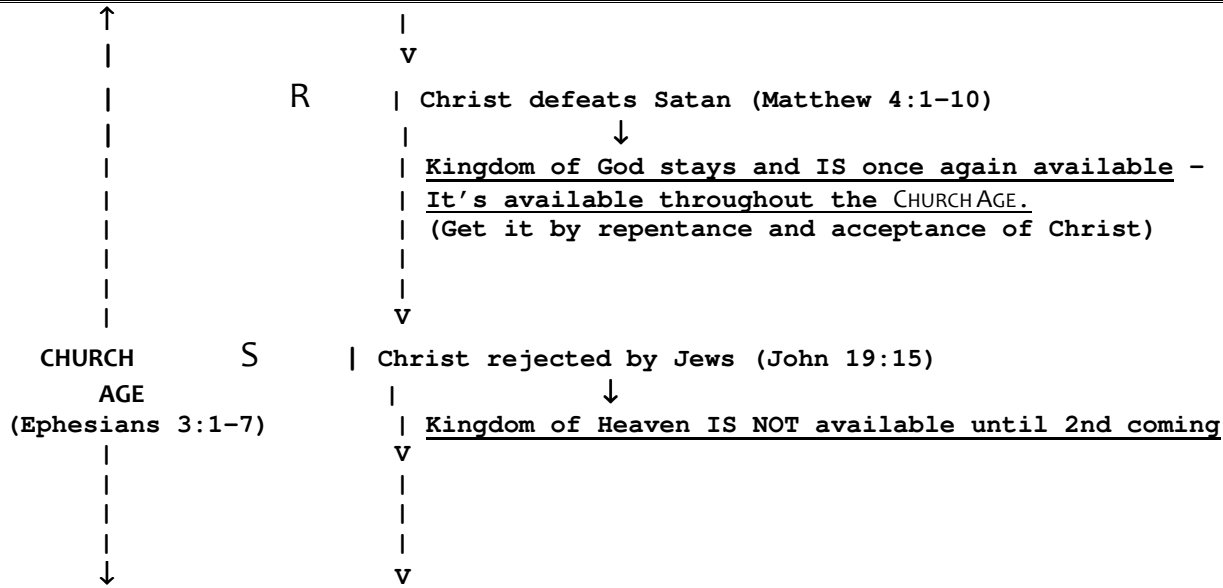 ↑ |
| V
| R | Christ defeats Satan (Matthew 4:1–10)
| | ↓
| | Kingdom of God stays and IS once again available –
| | It's available throughout the CHURCH AGE.
| | (Get it by repentance and acceptance of Christ)
| |
| |
| V
CHURCH S | Christ rejected by Jews (John 19:15)
AGE | ↓
(Ephesians 3:1–7) | Kingdom of Heaven IS NOT available until 2nd coming
| V
| |
| |
| |
↓ V